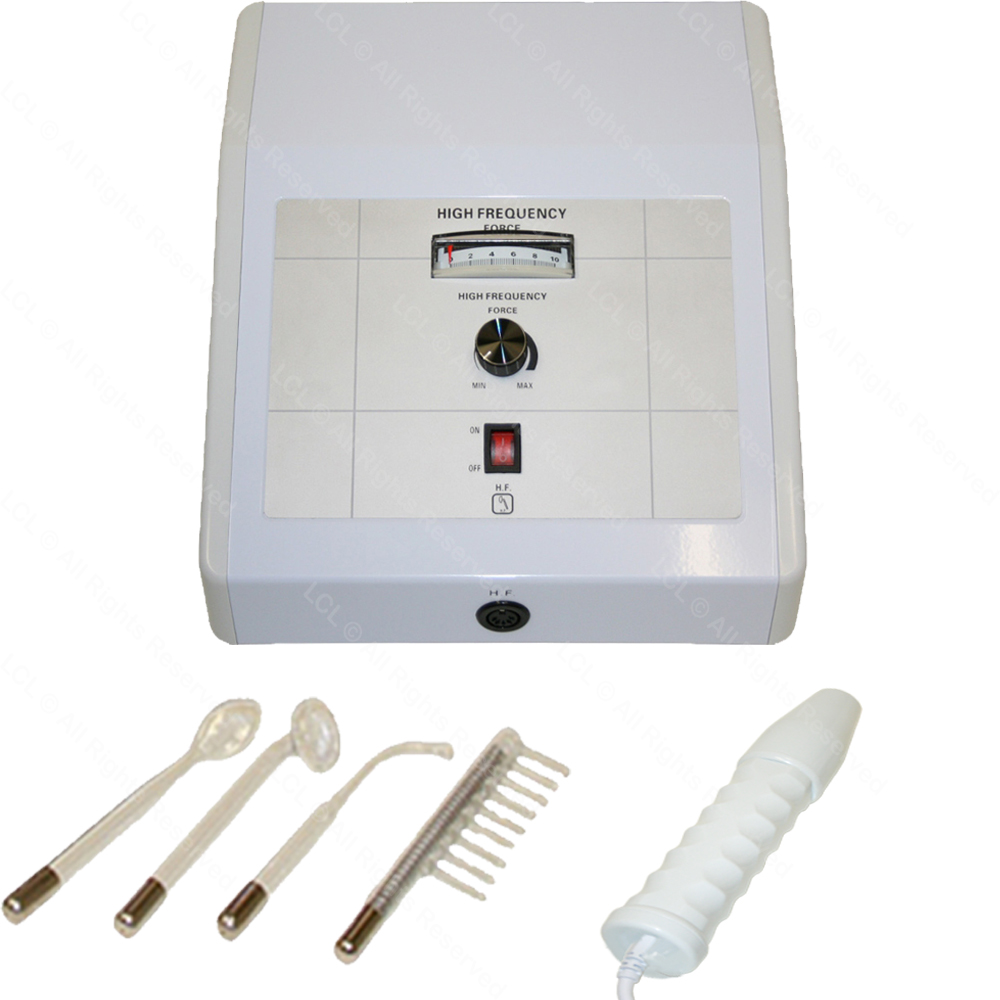 HIGH FREQUENCY
FORCE
0 2 4 6 8 10
HIGH FREQUENCY
FORCE
MIN MAX
ON
OFF
H.F.
H F
LCL © All Rights Reserved